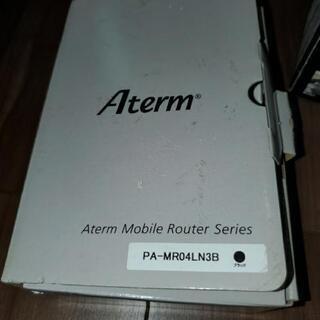 Aterm®
Aterm Mobile Router Series
PA-MR04LN3B
ブラック